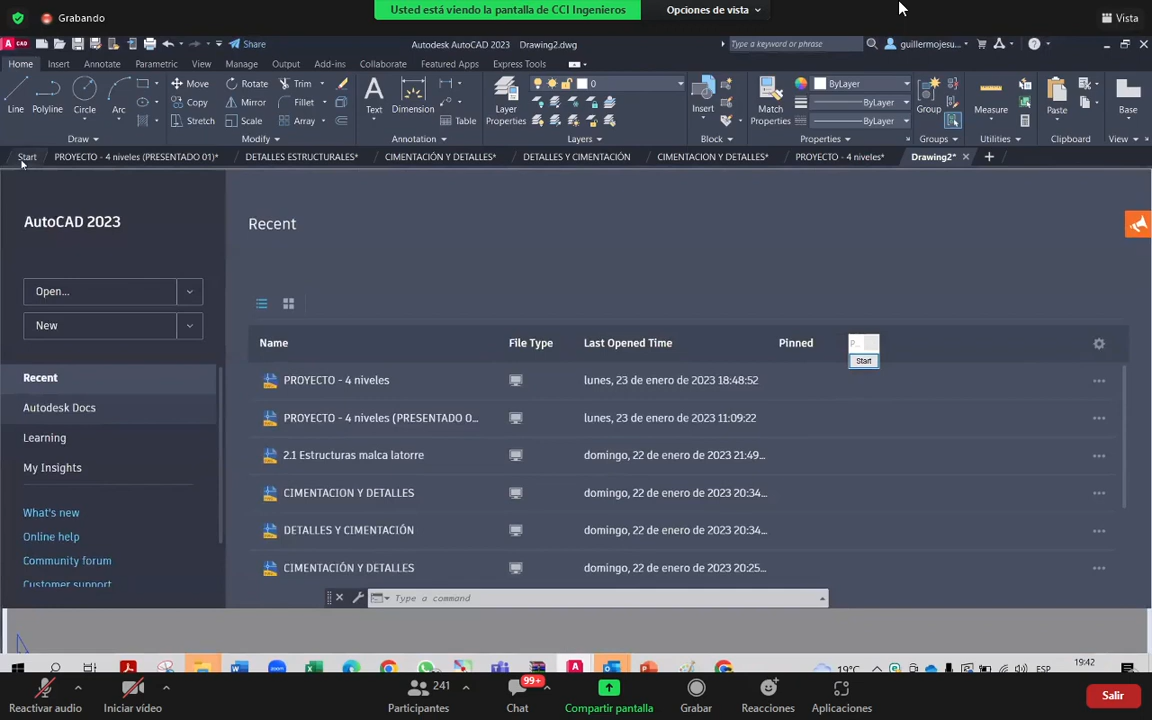 Grabando
Usted está viendo la pantalla de CCI Ingenieros
Opciones de vista
Vista
A CAD
Share
Autodesk AutoCAD 2023 Drawing2.dwg
Type a keyword or phrase
guillermojesu...
Home Insert Annotate Parametric View Manage Output Add-ins Collaborate Featured Apps Express Tools
Line Polyline Circle Arc
Move Rotate Trim
Copy Mirror Fillet
Stretch Scale Array
Text Dimension Table
Layer Properties
0
Insert
Match Properties
ByLayer
ByLayer
ByLayer
Group Measure Paste Base
Draw Modify Annotation Layers Block Properties Groups Utilities Clipboard View
Start PROYECTO - 4 niveles (PRESENTADO 01)* DETALLES ESTRUCTURALES* CIMENTACIÓN Y DETALLES* DETALLES Y CIMENTACIÓN CIMENTACION Y DETALLES* PROYECTO - 4 niveles* Drawing2*
AutoCAD 2023
Recent
Open...
New
Recent
Autodesk Docs
Learning
My Insights
What's new
Online help
Community forum
Customer support
Name File Type Last Opened Time Pinned
Start
PROYECTO - 4 niveles lunes, 23 de enero de 2023 18:48:52
PROYECTO - 4 niveles (PRESENTADO 0... lunes, 23 de enero de 2023 11:09:22
2.1 Estructuras malca latorre domingo, 22 de enero de 2023 21:49...
CIMENTACION Y DETALLES domingo, 22 de enero de 2023 20:34...
DETALLES Y CIMENTACIÓN domingo, 22 de enero de 2023 20:34...
CIMENTACIÓN Y DETALLES domingo, 22 de enero de 2023 20:25...
Type a command
19°C
ESP
19:42
Reactivar audio
Iniciar vídeo
241
Participantes
99+
Chat
Compartir pantalla
Grabar
Reacciones
Aplicaciones
Salir